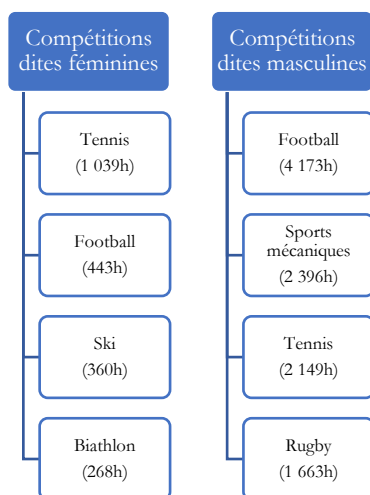 Compétitions
dites féminines
Tennis
(1 039h)
Football
(443h)
Ski
(360h)
Biathlon
(268h)
Compétitions
dites masculines
Football
(4 173h)
Sports
mécaniques
(2 396h)
Tennis
(2 149h)
Rugby
(1 663h)